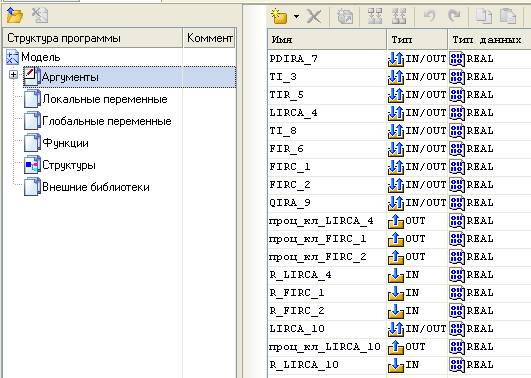 Структура программы Коммент
Модель
Аргументы
Локальные переменные
Глобальные переменные
Функции
Структуры
Внешние библиотеки
Имя Тип Тип данных
PDIRA_7 IN/OUT REAL
TI_3 IN/OUT REAL
TIR_5 IN/OUT REAL
LIRCA_4 IN/OUT REAL
TI_8 IN/OUT REAL
FIR_6 IN/OUT REAL
FIRC_1 IN/OUT REAL
FIRC_2 IN/OUT REAL
QIRA_9 IN/OUT REAL
проц_кл_LIRCA_4 OUT REAL
проц_кл_FIRC_1 OUT REAL
проц_кл_FIRC_2 OUT REAL
R_LIRCA_4 IN REAL
R_FIRC_1 IN REAL
R_FIRC_2 IN REAL
LIRCA_10 IN/OUT REAL
проц_кл_LIRCA_10 OUT REAL
R_LIRCA_10 IN REAL